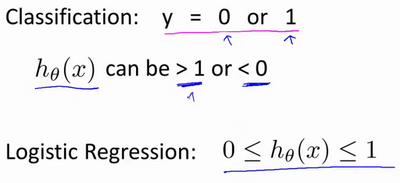 Classification: y = 0 or 1
hθ(x) can be > 1 or < 0
Logistic Regression: 0 ≤ hθ(x) ≤ 1